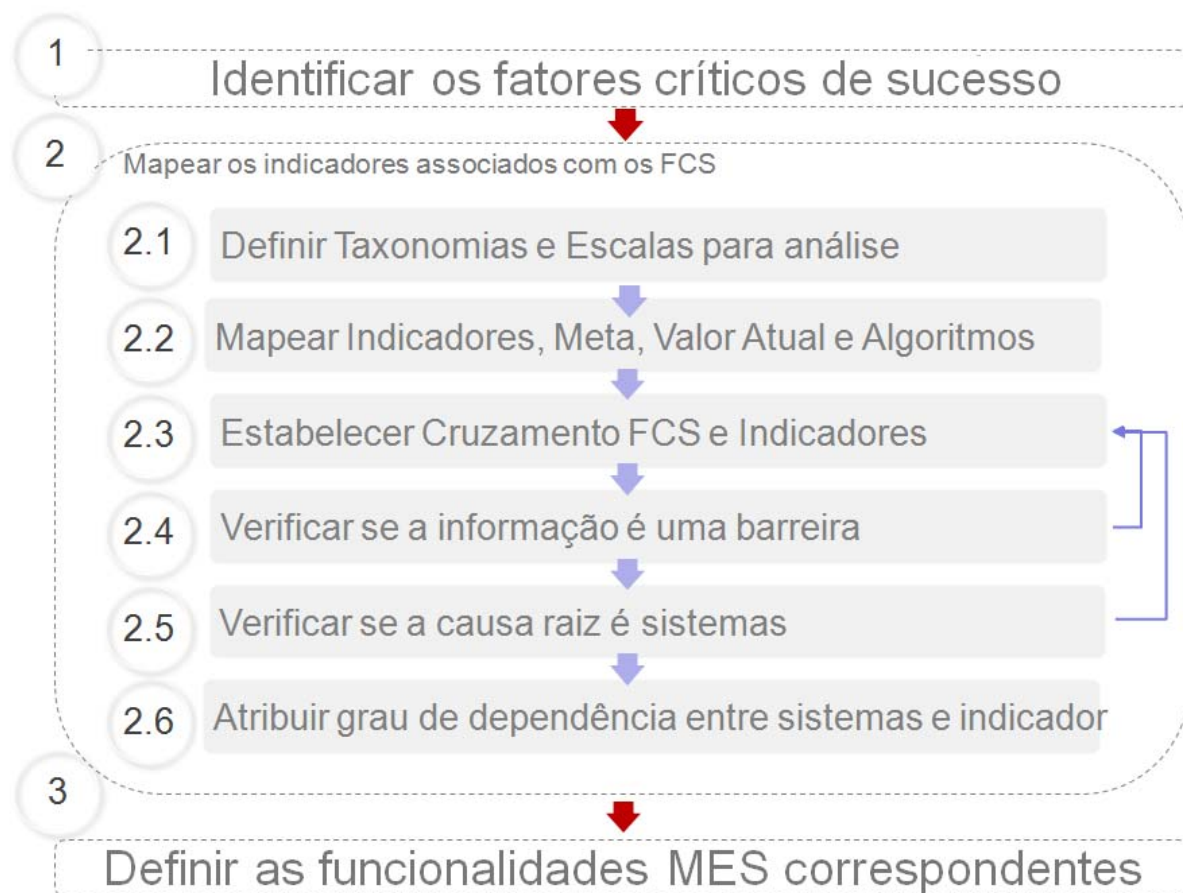 1
Identificar os fatores críticos de sucesso
2
Mapear os indicadores associados com os FCS
2.1
Definir Taxonomias e Escalas para análise
2.2
Mapear Indicadores, Meta, Valor Atual e Algoritmos
2.3
Estabelecer Cruzamento FCS e Indicadores
2.4
Verificar se a informação é uma barreira
2.5
Verificar se a causa raiz é sistemas
2.6
Atribuir grau de dependência entre sistemas e indicador
3
Definir as funcionalidades MES correspondentes